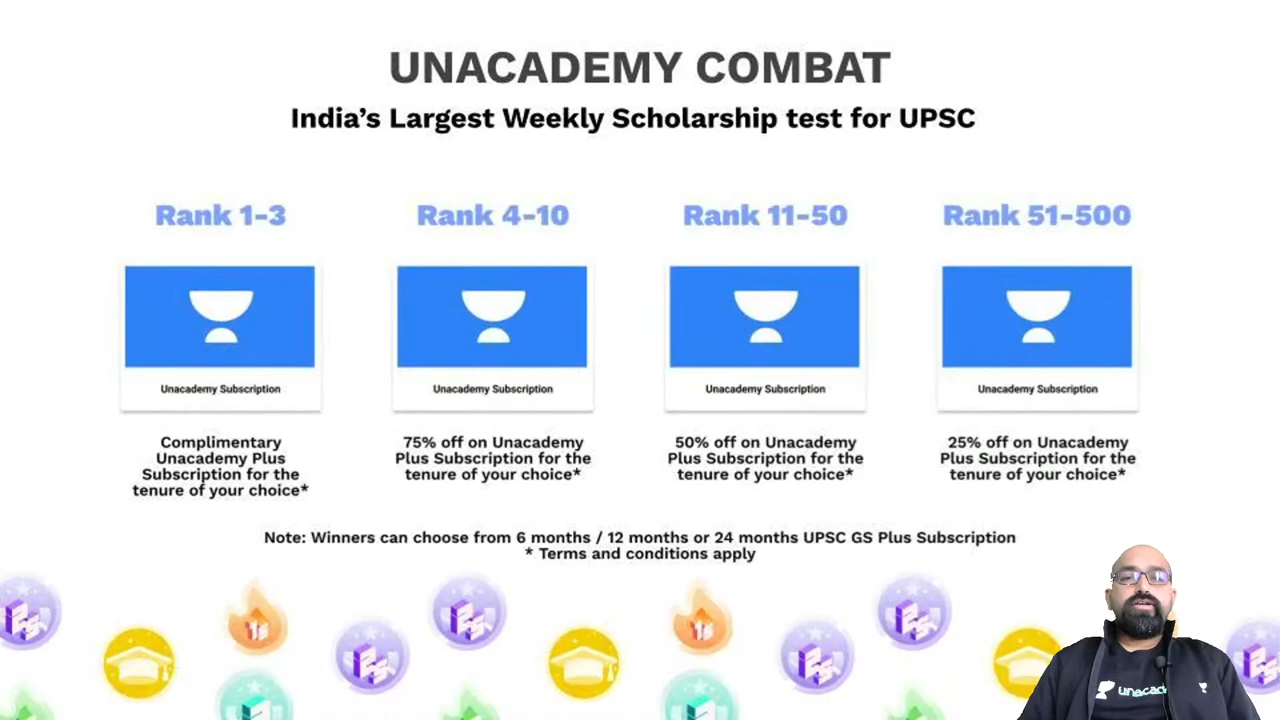 UNACADEMY COMBAT
India's Largest Weekly Scholarship test for UPSC
Rank 1-3
Rank 4-10
Rank 11-50
Rank 51-500
Unacademy Subscription
Unacademy Subscription
Unacademy Subscription
Unacademy Subscription
Complimentary
Unacademy Plus
Subscription for the
tenure of your choice*
75% off on Unacademy
Plus Subscription for the
tenure of your choice*
50% off on Unacademy
Plus Subscription for the
tenure of your choice*
25% off on Unacademy
Plus Subscription for the
tenure of your choice*
Note: Winners can choose from 6 months / 12 months or 24 months UPSC GS Plus Subscription
* Terms and conditions apply